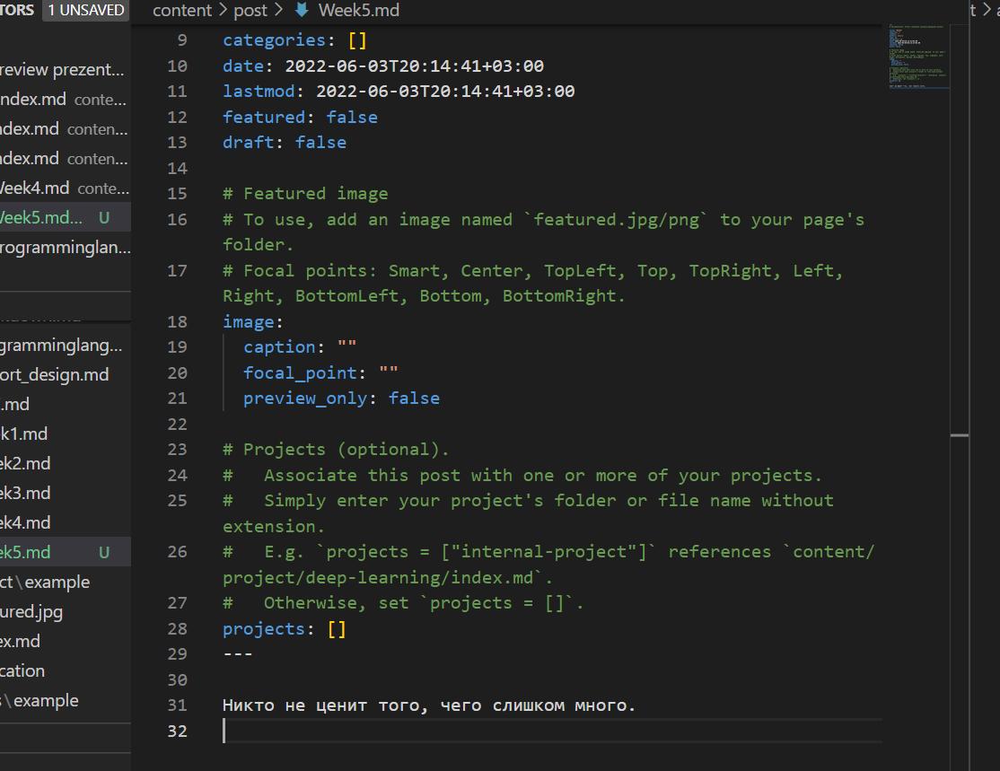 TORS 1 UNSAVED
review prezent...
ndex.md conte...
ndex.md conten...
ndex.md conten...
Week4.md conte...
Week5.md... U
rogramminglan...
gramminglang...
ort_design.md
.md
k1.md
ek2.md
ek3.md
ek4.md
ek5.md U
ct\example
ured.jpg
ex.md
cation
s\example
content > post > Week5.md
9 categories: []
10 date: 2022-06-03T20:14:41+03:00
11 lastmod: 2022-06-03T20:14:41+03:00
12 featured: false
13 draft: false
14
15 # Featured image
16 # To use, add an image named `featured.jpg/png` to your page's
folder.
17 # Focal points: Smart, Center, TopLeft, Top, TopRight, Left,
Right, BottomLeft, Bottom, BottomRight.
18 image:
19 caption: ""
20 focal_point: ""
21 preview_only: false
22
23 # Projects (optional).
24 #   Associate this post with one or more of your projects.
25 #   Simply enter your project's folder or file name without
extension.
26 #   E.g. `projects = ["internal-project"]` references `content/
project/deep-learning/index.md`.
27 #   Otherwise, set `projects = []`.
28 projects: []
29 ---
30
31 Никто не ценит того, чего слишком много.
32
t > a